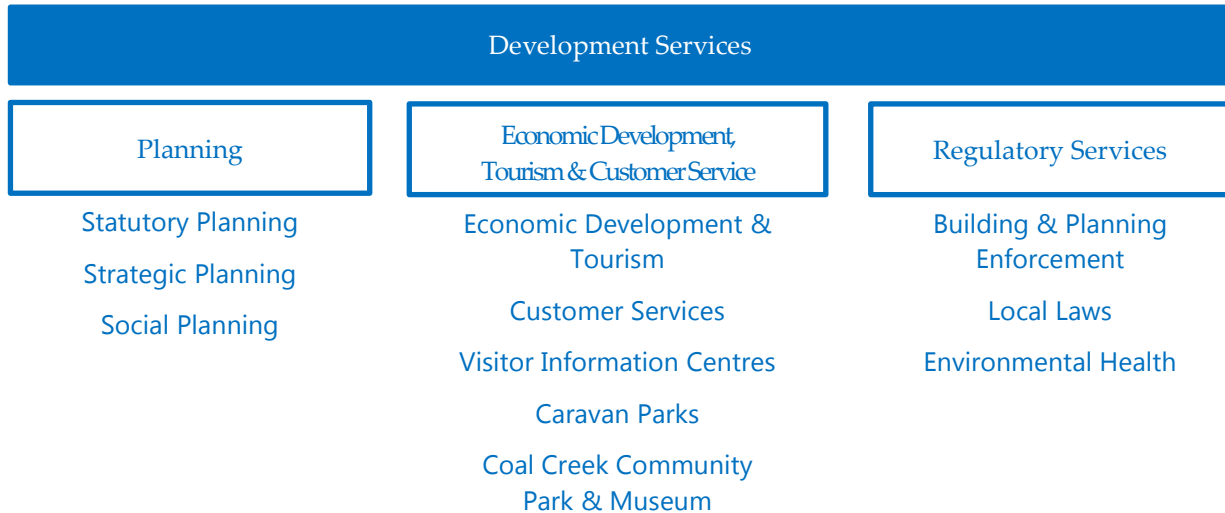 Development Services
Planning
Statutory Planning
Strategic Planning
Social Planning
Economic Development,
Tourism & Customer Service
Economic Development &
Tourism
Customer Services
Visitor Information Centres
Caravan Parks
Coal Creek Community
Park & Museum
Regulatory Services
Building & Planning
Enforcement
Local Laws
Environmental Health